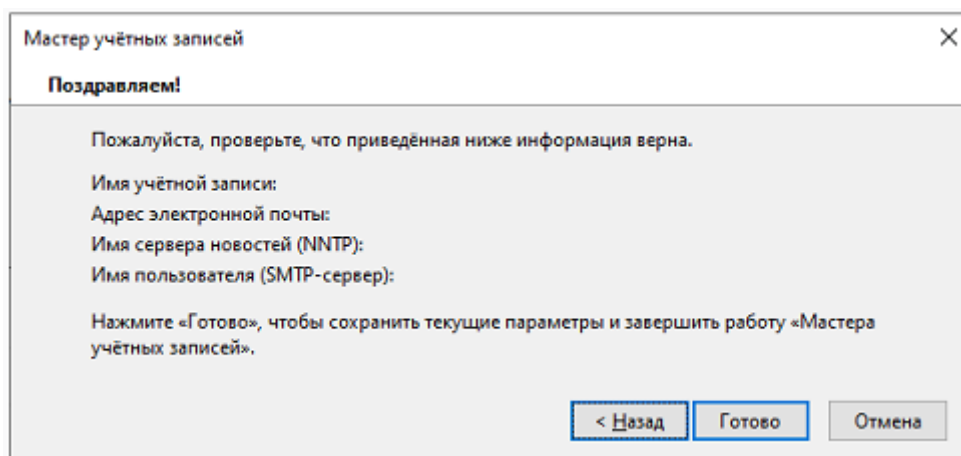 Мастер учётных записей
Поздравляем!
Пожалуйста, проверьте, что приведённая ниже информация верна.
Имя учётной записи:
Адрес электронной почты:
Имя сервера новостей (NNTP):
Имя пользователя (SMTP-сервер):
Нажмите «Готово», чтобы сохранить текущие параметры и завершить работу «Мастера
учётных записей».
< Назад Готово Отмена